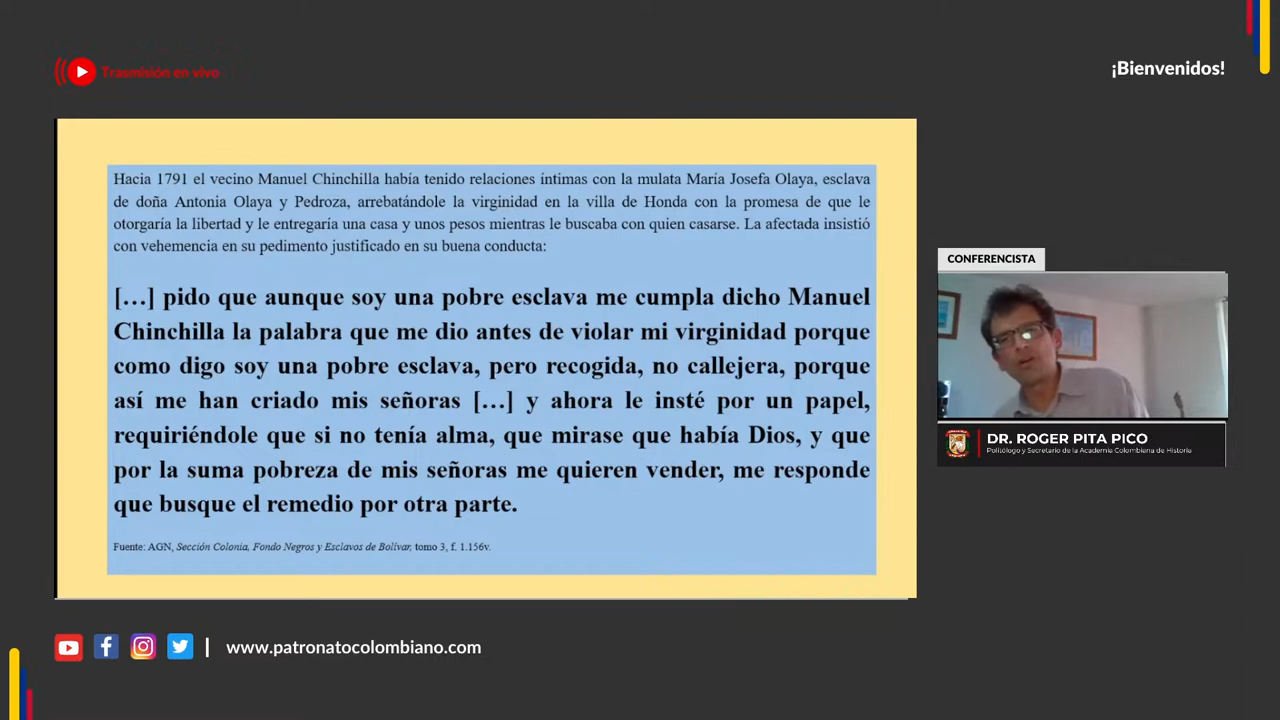 Trasmisión en vivo
¡Bienvenidos!
Hacia 1791 el vecino Manuel Chinchilla había tenido relaciones íntimas con la mulata María Josefa Olaya, esclava
de doña Antonia Olaya y Pedroza, arrebatándole la virginidad en la villa de Honda con la promesa de que le
otorgaría la libertad y le entregaría una casa y unos pesos mientras le buscaba con quien casarse. La afectada insistió
con vehemencia en su pedimento justificado en su buena conducta:
[…] pido que aunque soy una pobre esclava me cumpla dicho Manuel
Chinchilla la palabra que me dio antes de violar mi virginidad porque
como digo soy una pobre esclava, pero recogida, no callejera, porque
así me han criado mis señoras […] y ahora le insté por un papel,
requiriéndole que si no tenía alma, que mirase que había Dios, y que
por la suma pobreza de mis señoras me quieren vender, me responde
que busque el remedio por otra parte.
Fuente: AGN, Sección Colonia, Fondo Negros y Esclavos de Bolívar, tomo 3, f. 1.156v.
CONFERENCISTA
DR. ROGER PITA PICO
Politólogo y Secretario de la Academia Colombiana de Historia
www.patronatocolombiano.com